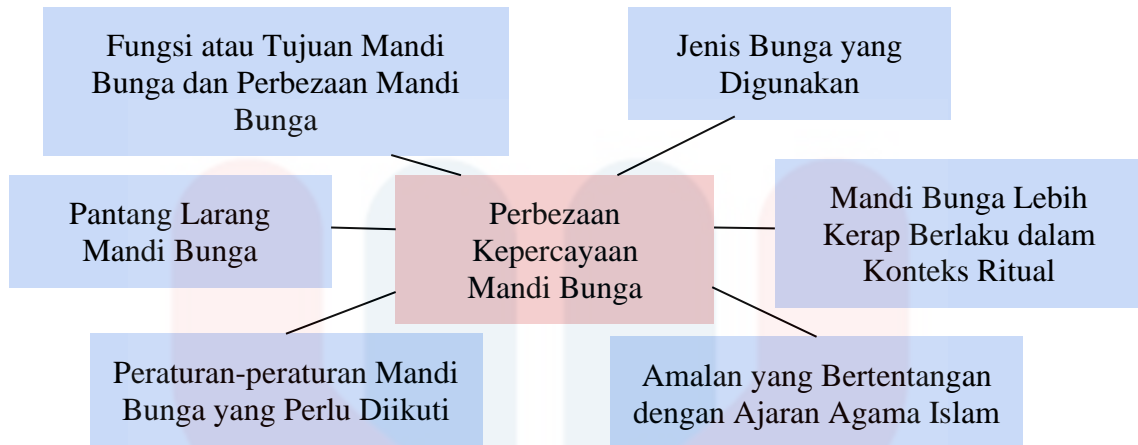 Fungsi atau Tujuan Mandi
Bunga dan Perbezaan Mandi
Bunga
Jenis Bunga yang
Digunakan
Pantang Larang
Mandi Bunga
Perbezaan
Kepercayaan
Mandi Bunga
Mandi Bunga Lebih
Kerap Berlaku dalam
Konteks Ritual
Peraturan-peraturan Mandi
Bunga yang Perlu Diikuti
Amalan yang Bertentangan
dengan Ajaran Agama Islam